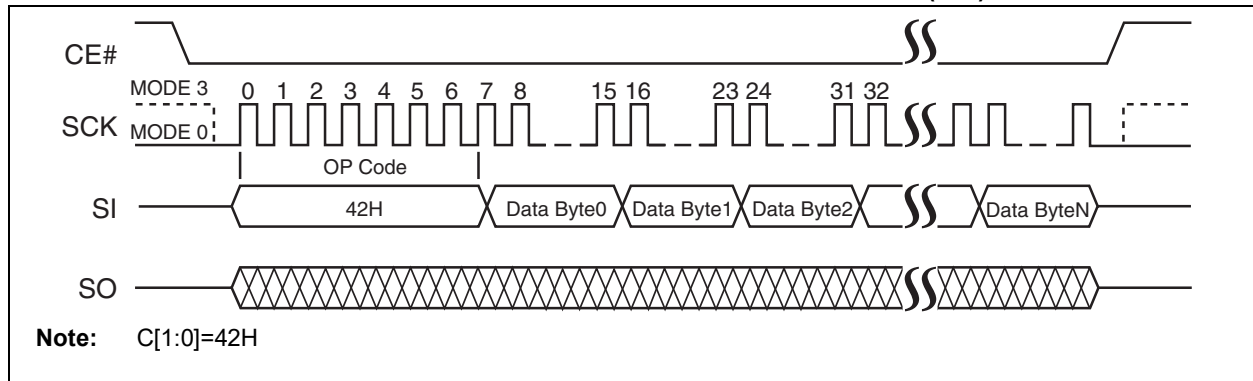 CE#
MODE 3
0 1 2 3 4 5 6 7 8 15 16 23 24 31 32
SCK
MODE 0
OP Code
SI
42H Data Byte0 Data Byte1 Data Byte2 Data ByteN
SO
Note: C[1:0]=42H